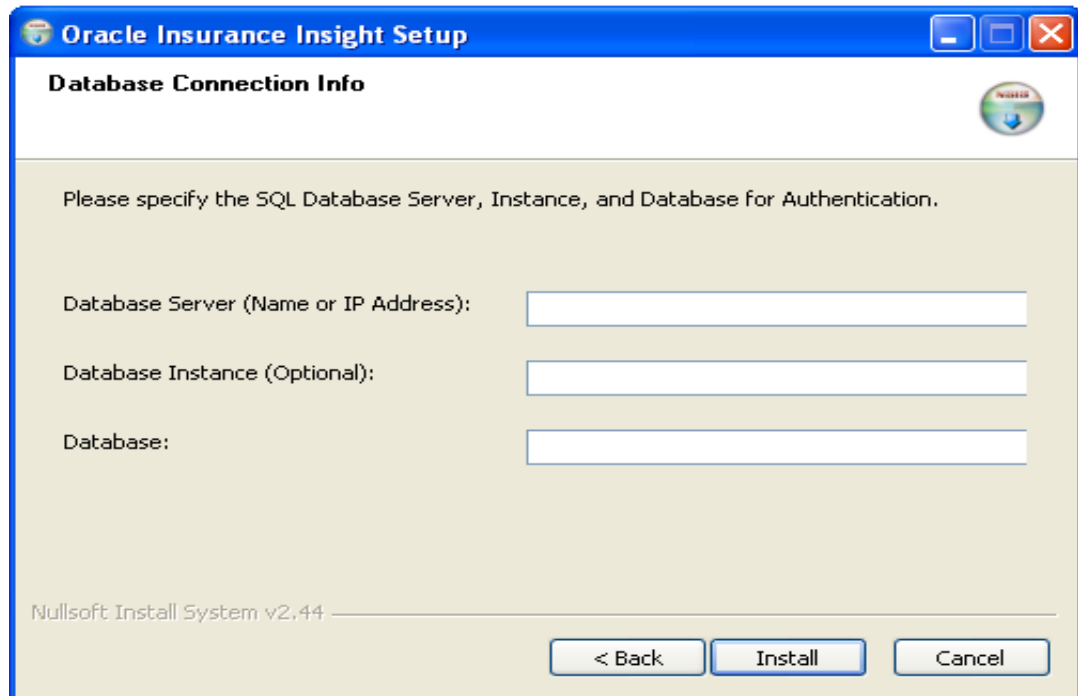 Oracle Insurance Insight Setup
Database Connection Info
Please specify the SQL Database Server, Instance, and Database for Authentication.
Database Server (Name or IP Address):
Database Instance (Optional):
Database:
Nullsoft Install System v2.44
< Back
Install
Cancel